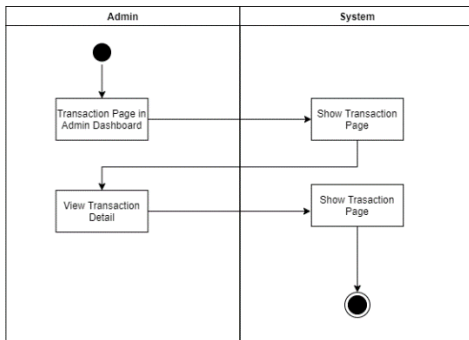 Admin
System
Transaction Page in
Admin Dashboard
Show Transaction
Page
View Transaction
Detail
Show Trasaction
Page